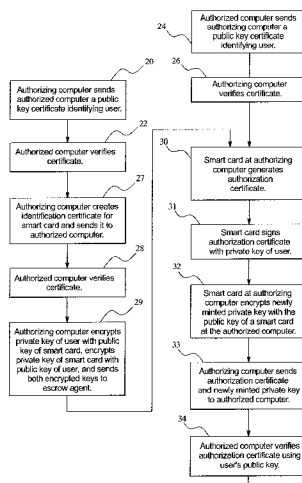 20
Authorizing computer sends
authorized computer a public
key certificate identifying user.
22
Authorized computer verifies
certificate.
27
Authorizing computer creates
identification certificate for
smart card and sends it to
authorized computer.
28
Authorized computer verifies
certificate.
29
Authorizing computer encrypts
private key of user with public
key of smart card, encrypts
private key of smart card with
public key of user, and sends
both encrypted keys to
escrow agent.
24
Authorized computer sends
authorizing computer a
public key certificate
identifying user.
26
Authorizing computer
verifies certificate.
30
Smart card at authorizing
computer generates
authorization
certificate.
31
Smart card signs
authorization certificate
with private key of user.
32
Smart card at authorizing
computer encrypts newly
minted private key with the
public key of a smart card
at the authorized computer.
33
Authorizing computer sends
authorization certificate
and newly minted private key
to authorized computer.
34
Authorized computer verifies
authorization certificate using
user's public key.